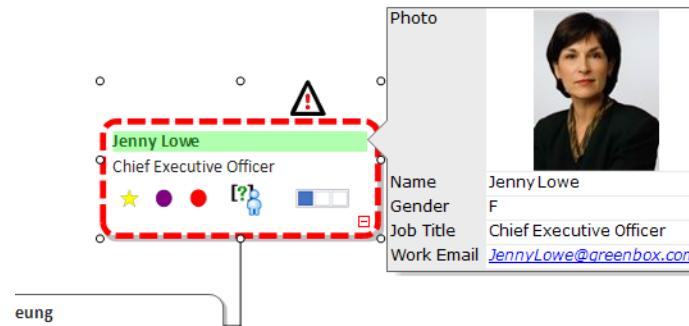 Photo
Jenny Lowe
Chief Executive Officer
[?]
Name Jenny Lowe
Gender F
Job Title Chief Executive Officer
Work Email JennyLowe@greenbox.com
eung